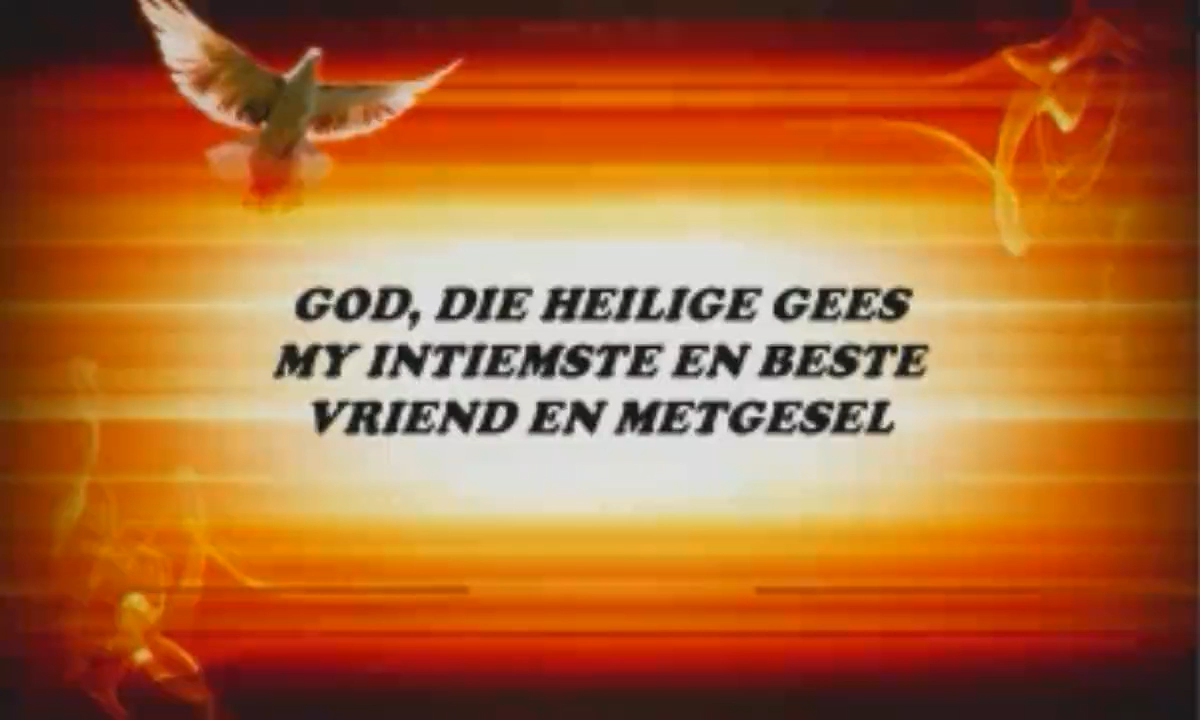 GOD, DIE HEILIGE GEES
MY INTIEMSTE EN BESTE
VRIEND EN METGESEL